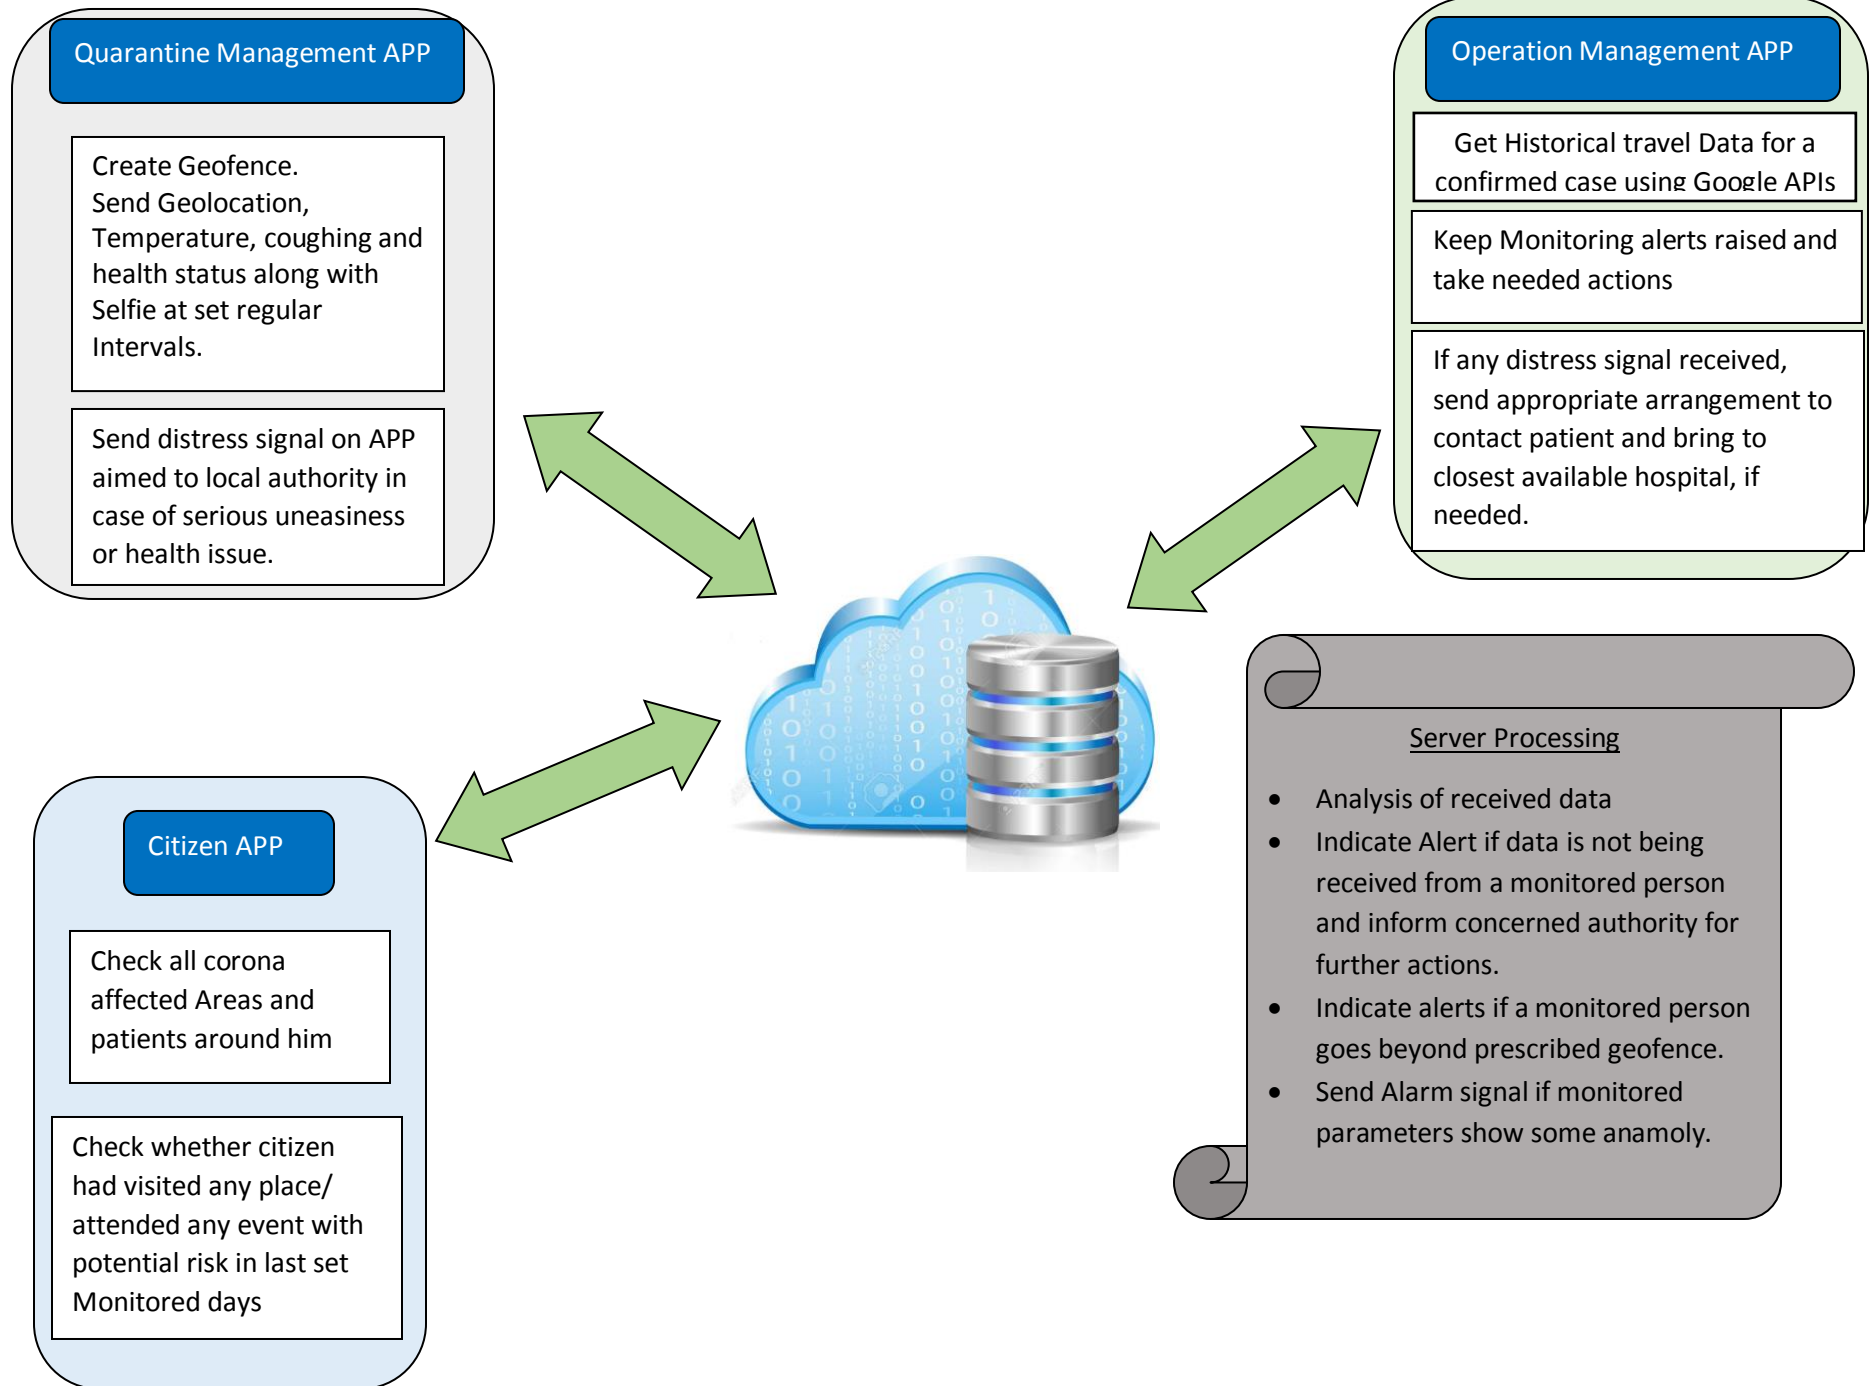 Quarantine Management APP
Create Geofence.
Send Geolocation,
Temperature, coughing and
health status along with
Selfie at set regular
Intervals.
Send distress signal on APP
aimed to local authority in
case of serious uneasiness
or health issue.
Operation Management APP
Get Historical travel Data for a
confirmed case using Google APIs
Keep Monitoring alerts raised and
take needed actions
If any distress signal received,
send appropriate arrangement to
contact patient and bring to
closest available hospital, if
needed.
Citizen APP
Check all corona
affected Areas and
patients around him
Check whether citizen
had visited any place/
attended any event with
potential risk in last set
Monitored days
Server Processing
• Analysis of received data
• Indicate Alert if data is not being
received from a monitored person
and inform concerned authority for
further actions.
• Indicate alerts if a monitored person
goes beyond prescribed geofence.
• Send Alarm signal if monitored
parameters show some anamoly.